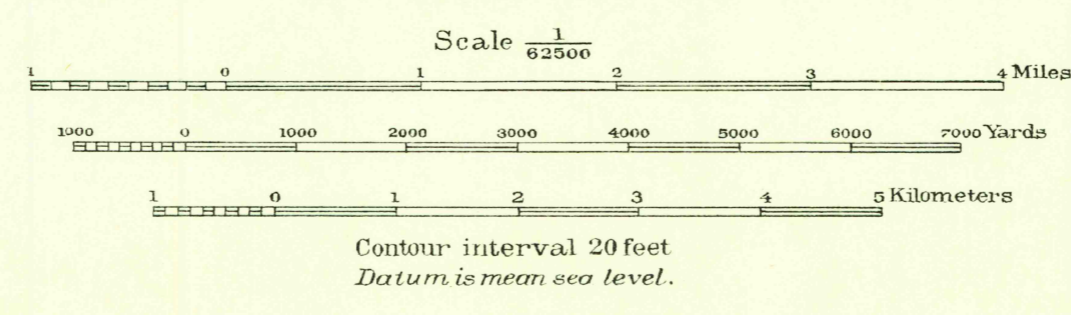 Scale 1/62500
1 0 1 2 3 4 Miles
1000 0 1000 2000 3000 4000 5000 6000 7000 Yards
1 0 1 2 3 4 5 Kilometers
Contour interval 20 feet
Datum is mean sea level.